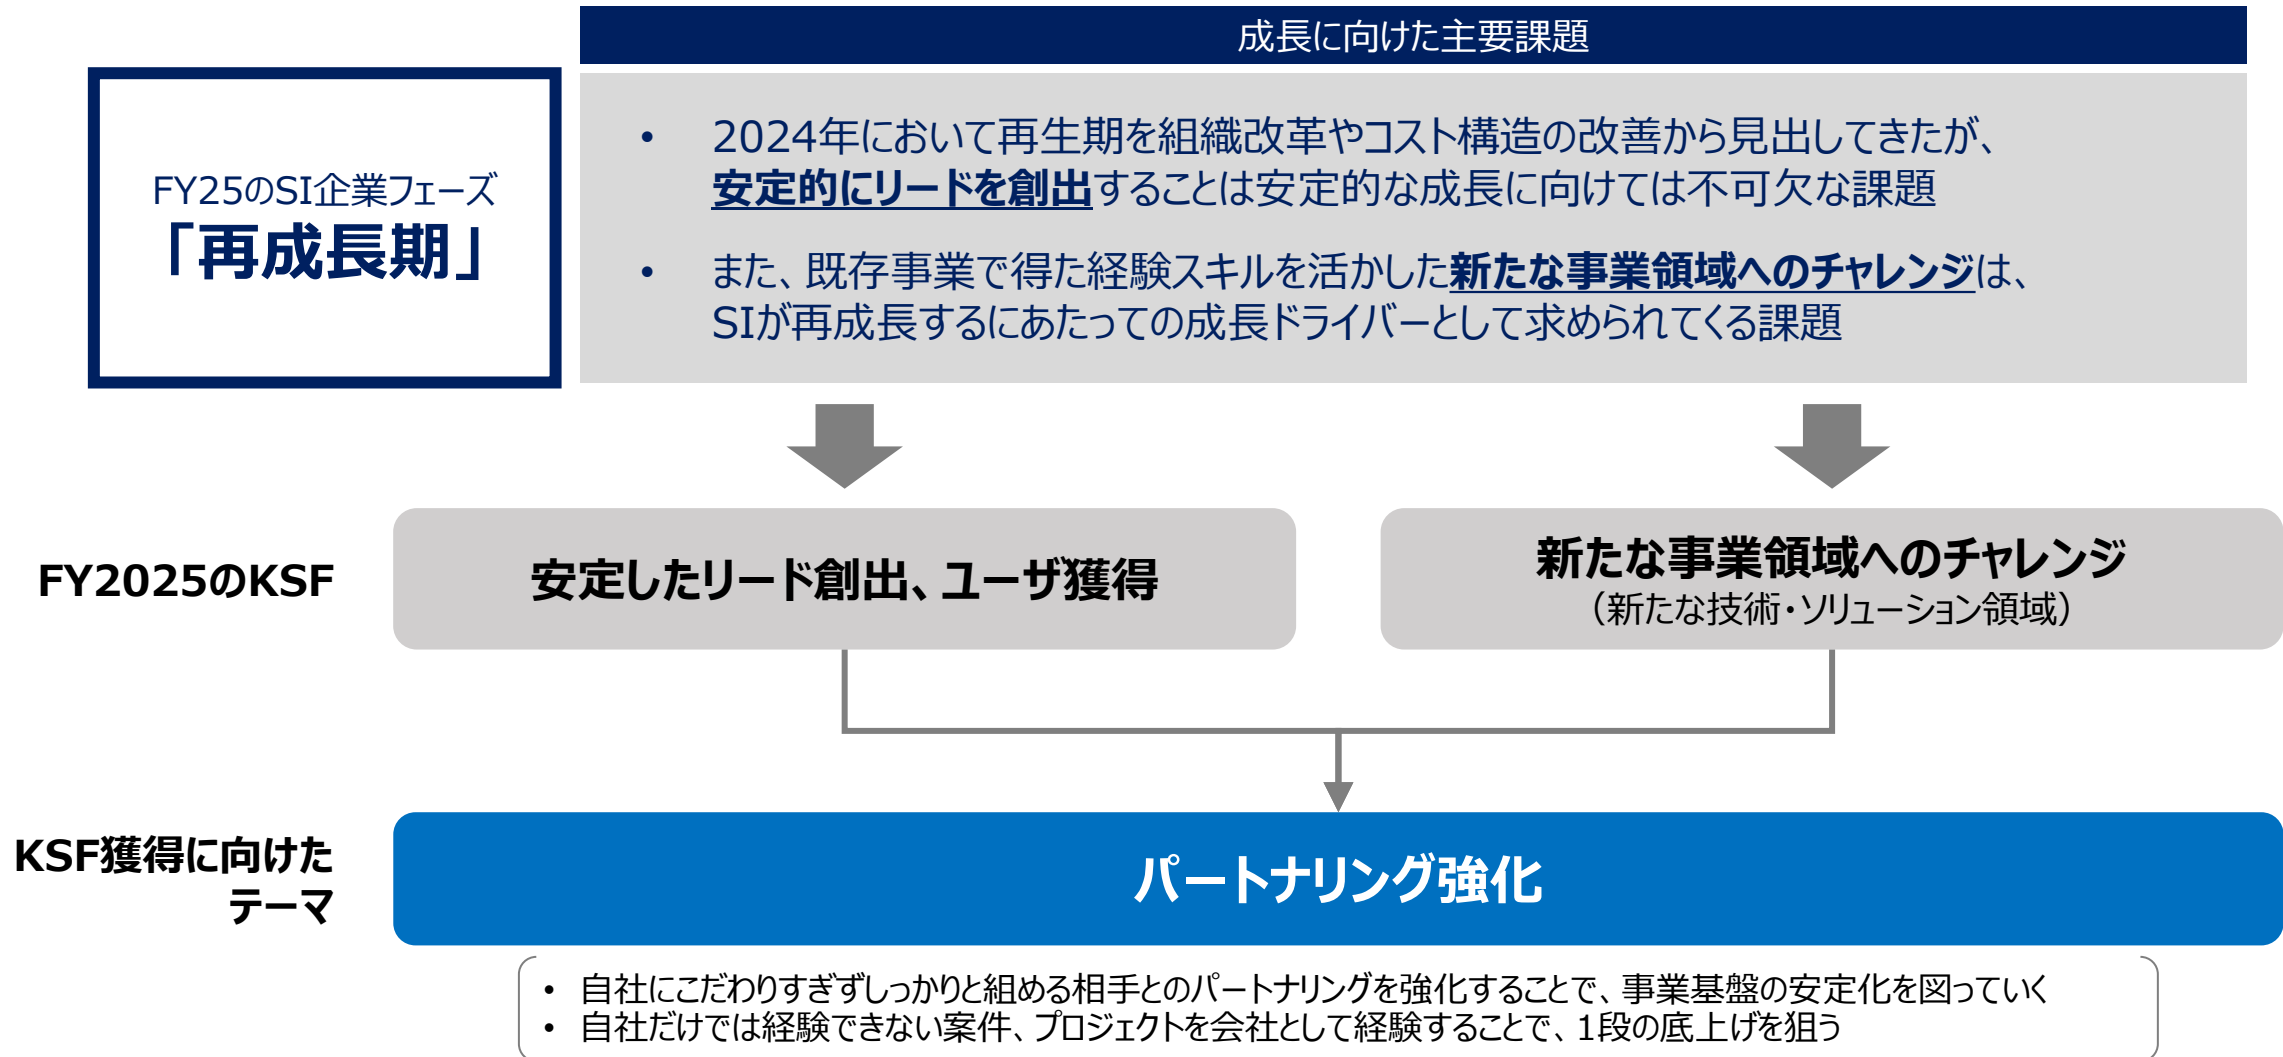 成長に向けた主要課題
FY25のSI企業フェーズ
「再成長期」
• 2024年において再生期を組織改革やコスト構造の改善から見出してきたが、
安定的にリードを創出することは安定的な成長に向けては不可欠な課題
• また、既存事業で得た経験スキルを活かした新たな事業領域へのチャレンジは、
SIが再成長するにあたっての成長ドライバーとして求められてくる課題
FY2025のKSF
安定したリード創出、ユーザ獲得
新たな事業領域へのチャレンジ
（新たな技術・ソリューション領域）
KSF獲得に向けた
テーマ
パートナリング強化
• 自社にこだわりすぎずしっかりと組める相手とのパートナリングを強化することで、事業基盤の安定化を図っていく
• 自社だけでは経験できない案件、プロジェクトを会社として経験することで、1段の底上げを狙う